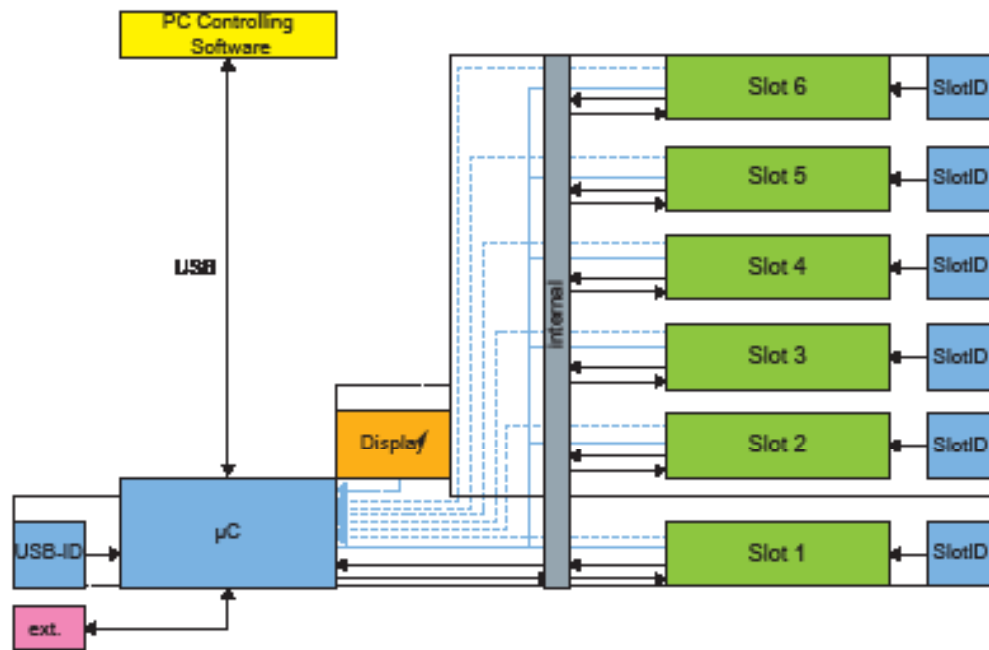 PC Controlling
Software
Slot 6
SlotID
Slot 5
SlotID
USB
Slot 4
SlotID
internal
Slot 3
SlotID
Display
Slot 2
SlotID
µC
USB-ID
Slot 1
SlotID
ext.